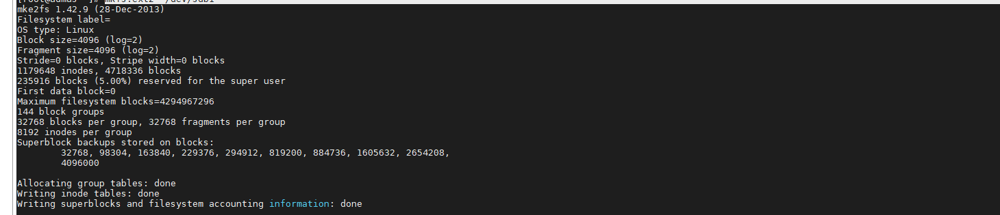 mke2fs 1.42.9 (28-Dec-2013)
Filesystem label=
OS type: Linux
Block size=4096 (log=2)
Fragment size=4096 (log=2)
Stride=0 blocks, Stripe width=0 blocks
1179648 inodes, 4718336 blocks
235916 blocks (5.00%) reserved for the super user
First data block=0
Maximum filesystem blocks=4294967296
144 block groups
32768 blocks per group, 32768 fragments per group
8192 inodes per group
Superblock backups stored on blocks:
32768, 98304, 163840, 229376, 294912, 819200, 884736, 1605632, 2654208,
4096000
Allocating group tables: done
Writing inode tables: done
Writing superblocks and filesystem accounting information: done